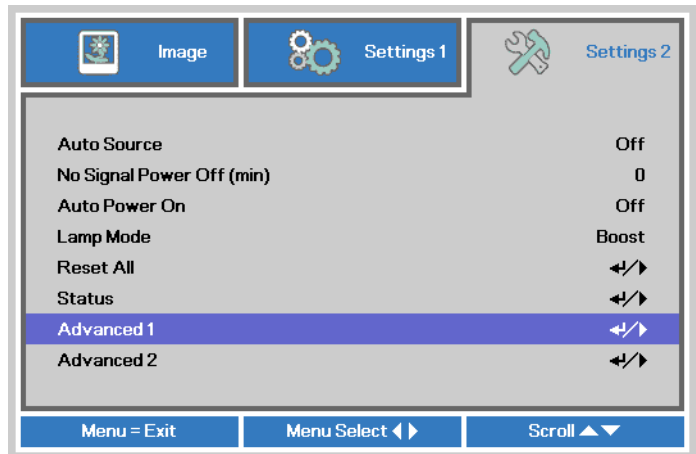 Image Settings 1 Settings 2
Auto Source Off
No Signal Power Off (min) 0
Auto Power On Off
Lamp Mode Boost
Reset All ↵/▶
Status ↵/▶
Advanced 1 ↵/▶
Advanced 2 ↵/▶
Menu = Exit Menu Select ◀▶ Scroll ▲▼